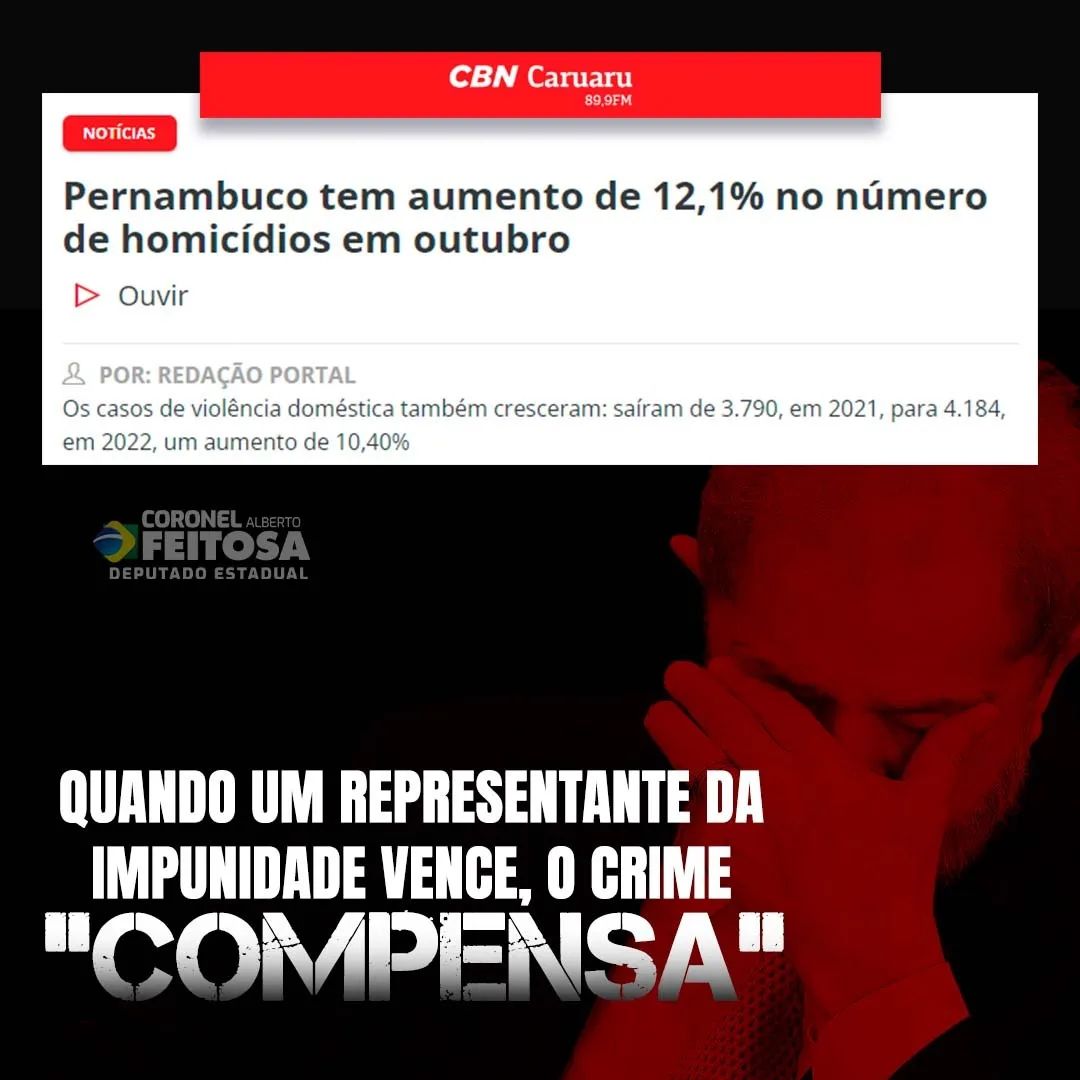 CBN Caruaru
89,9FM
NOTÍCIAS
Pernambuco tem aumento de 12,1% no número
de homicídios em outubro
Ouvir
POR: REDAÇÃO PORTAL
Os casos de violência doméstica também cresceram: saíram de 3.790, em 2021, para 4.184,
em 2022, um aumento de 10,40%
CORONEL ALBERTO
FEITOSA
DEPUTADO ESTADUAL
QUANDO UM REPRESENTANTE DA
IMPUNIDADE VENCE, O CRIME
"COMPENSA"